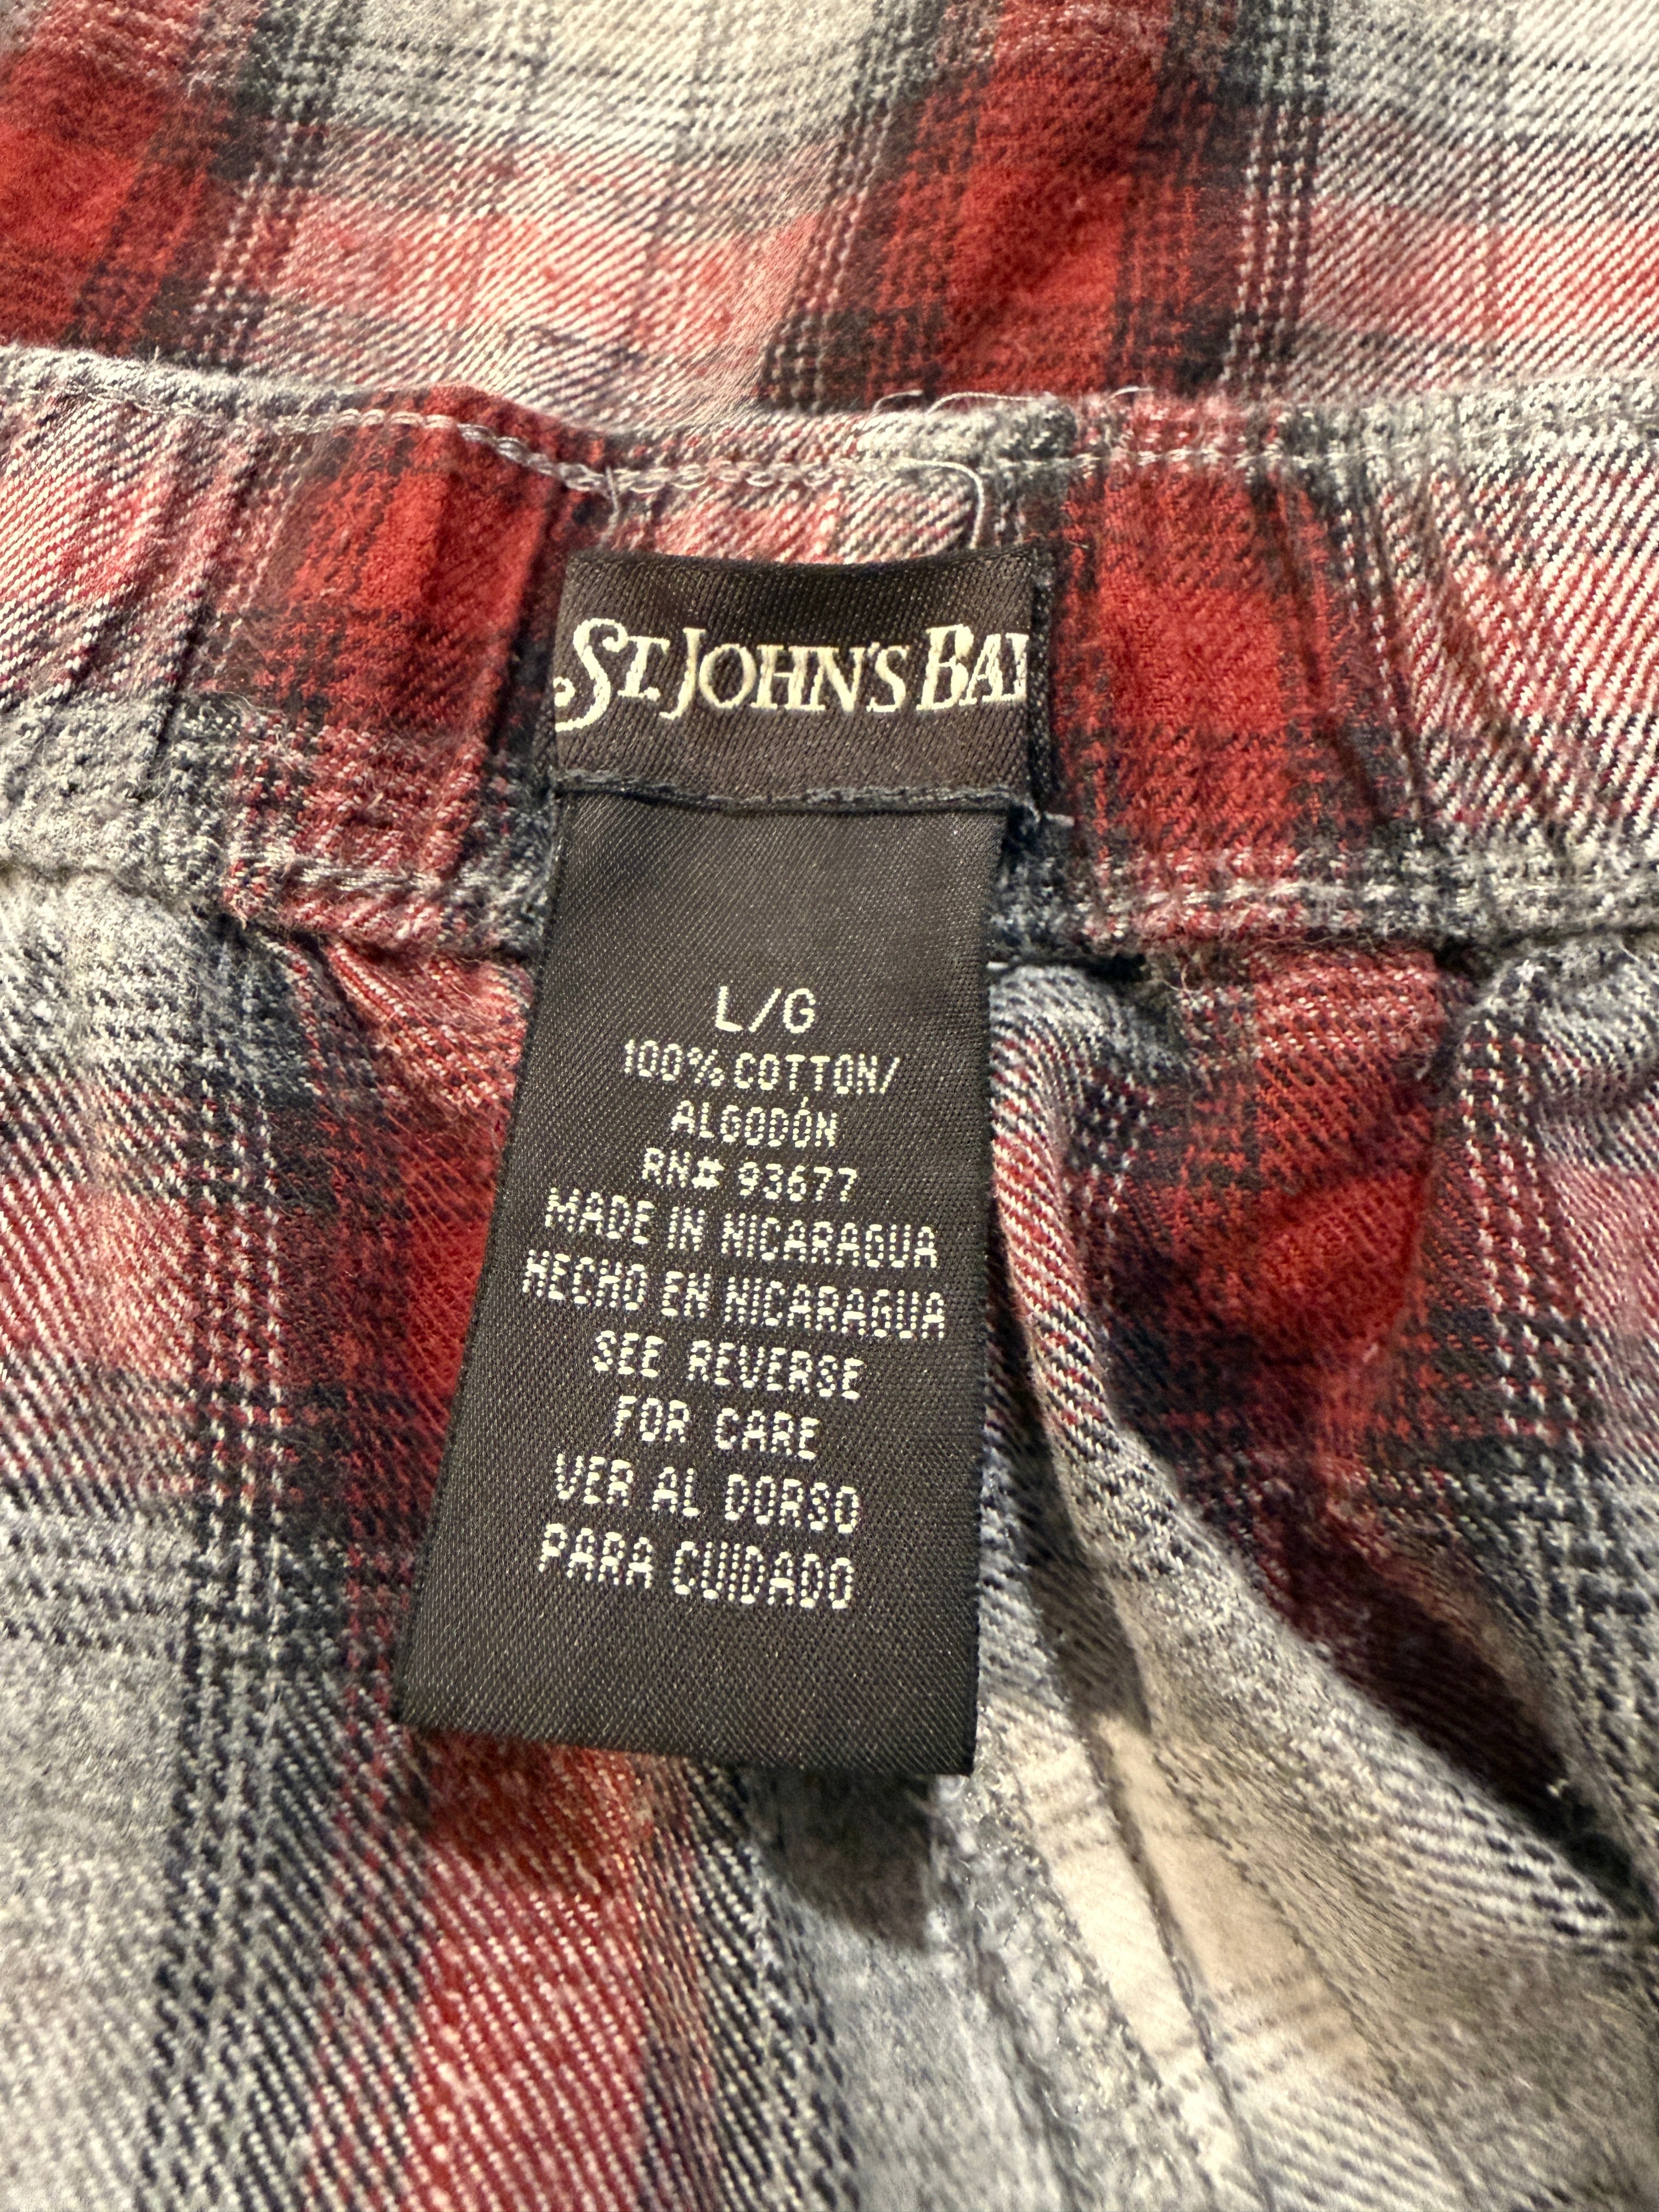 ST. JOHN'S BAY
L/G
100% COTTON/
ALGODÓN
RN# 93677
MADE IN NICARAGUA
HECHO EN NICARAGUA
SEE REVERSE
FOR CARE
VER AL DORSO
PARA CUIDADO